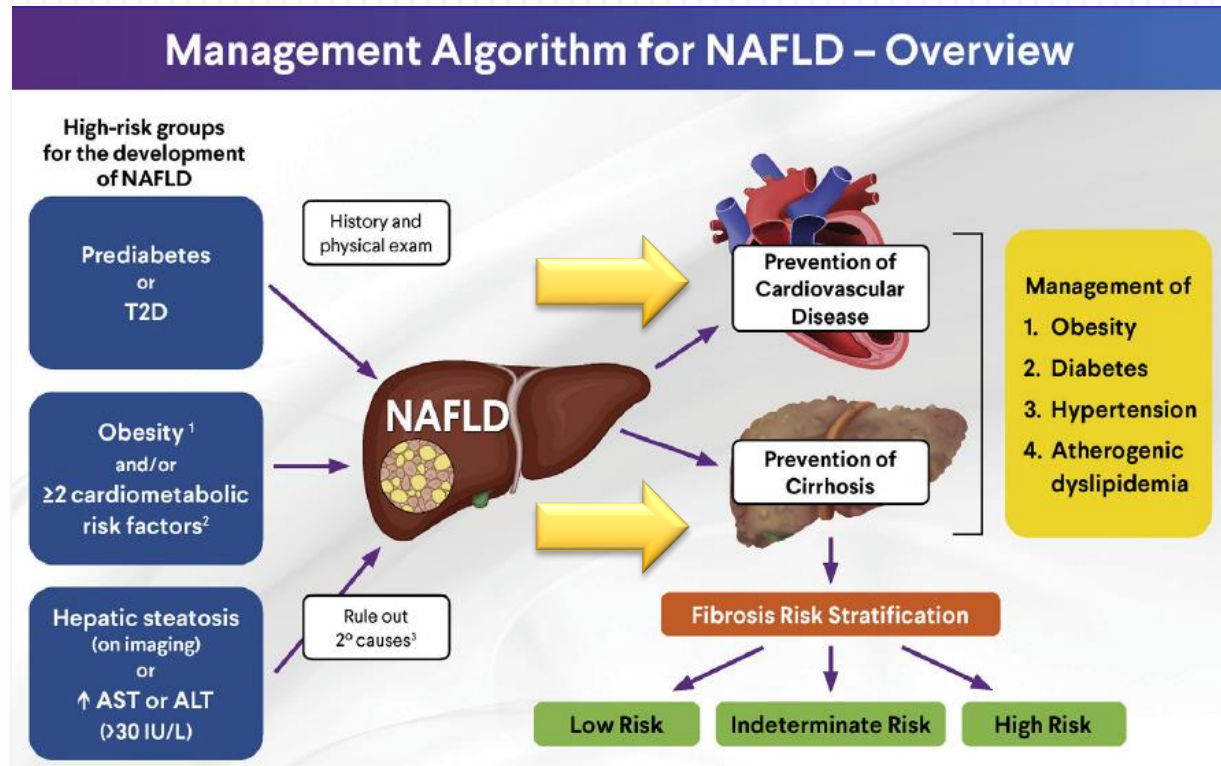 Management Algorithm for NAFLD – Overview
High-risk groups
for the development
of NAFLD
Prediabetes
or
T2D
Obesity ¹
and/or
≥2 cardiometabolic
risk factors²
Hepatic steatosis
(on imaging)
or
↑ AST or ALT
(>30 IU/L)
History and
physical exam
Rule out
2º causes³
NAFLD
Prevention of
Cardiovascular
Disease
Prevention of
Cirrhosis
Management of
1. Obesity
2. Diabetes
3. Hypertension
4. Atherogenic
dyslipidemia
Fibrosis Risk Stratification
Low Risk
Indeterminate Risk
High Risk